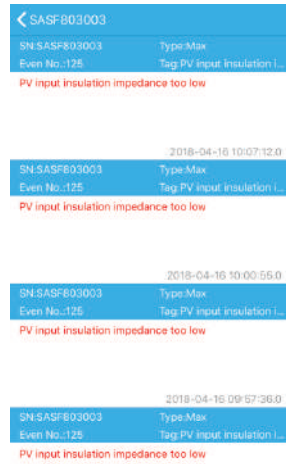 SASF803003
SN:SASF803003 Type:Max
Even No.:125 Tag:PV input insulation i...
PV input insulation impedance too low
2018-04-16 10:07:12.0
SN:SASF803003 Type:Max
Even No.:125 Tag:PV input insulation i...
PV input insulation impedance too low
2018-04-16 10:00:55.0
SN:SASF803003 Type:Max
Even No.:125 Tag:PV input insulation i...
PV input insulation impedance too low
2018-04-16 09:57:36.0
SN:SASF803003 Type:Max
Even No.:125 Tag:PV input insulation i...
PV input insulation impedance too low